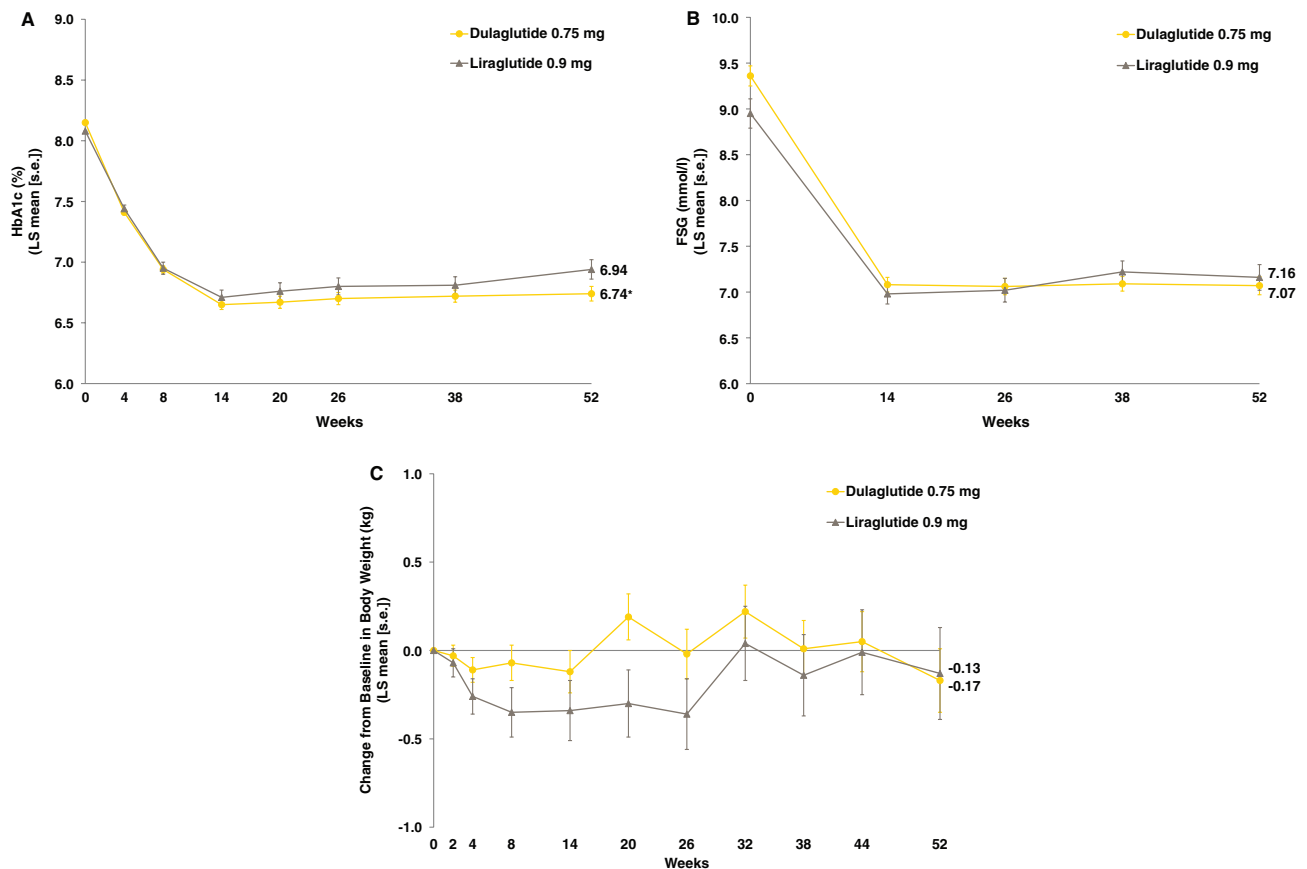 A
Dulaglutide 0.75 mg
Liraglutide 0.9 mg
HbA1c (%)
(LS mean [s.e.])
9.0
8.5
8.0
7.5
7.0
6.5
6.0
6.94
6.74*
0 4 8 14 20 26 38 52
Weeks
B
Dulaglutide 0.75 mg
Liraglutide 0.9 mg
FSG (mmol/l)
(LS mean [s.e.])
10.0
9.5
9.0
8.5
8.0
7.5
7.0
6.5
6.0
7.16
7.07
0 14 26 38 52
Weeks
C
Dulaglutide 0.75 mg
Liraglutide 0.9 mg
Change from Baseline in Body Weight (kg)
(LS mean [s.e.])
1.0
0.5
0.0
-0.5
-1.0
-0.13
-0.17
0 2 4 8 14 20 26 32 38 44 52
Weeks